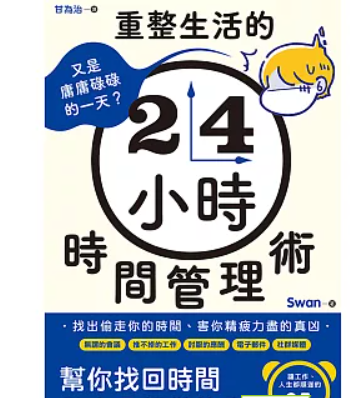 甘為治 著
重整生活的
又是
庸庸碌碌
的一天？
24
小時
時間管理術
Swan 著
·找出偷走你的時間、害你精疲力盡的真凶·
無謂的會議 推不掉的工作 討厭的應酬 電子郵件 社群媒體
幫你找回時間
讓工作、
人生都順遂的